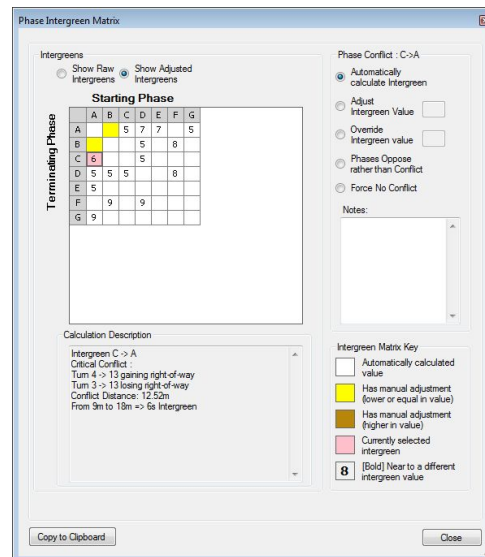 Phase Intergreen Matrix
Intergreens
Show Raw Intergreens
Show Adjusted Intergreens
Starting Phase
Terminating Phase
A B C D E F G
A 5 7 7 5
B 5 8
C 6 5
D 5 5 5 8
E 5
F 9 9
G 9
Calculation Description
Intergreen C -> A
Critical Conflict :
Turn 4 -> 13 gaining right-of-way
Turn 3 -> 13 losing right-of-way
Conflict Distance: 12.52m
From 9m to 18m => 6s Intergreen
Phase Conflict : C->A
Automatically
calculate Intergreen
Adjust
Intergreen Value
Override
Intergreen value
Phases Oppose
rather than Conflict
Force No Conflict
Notes:
Intergreen Matrix Key
Automatically calculated
value
Has manual adjustment
(lower or equal in value)
Has manual adjustment
(higher in value)
Currently selected
intergreen
8 [Bold] Near to a different
intergreen value
Copy to Clipboard
Close